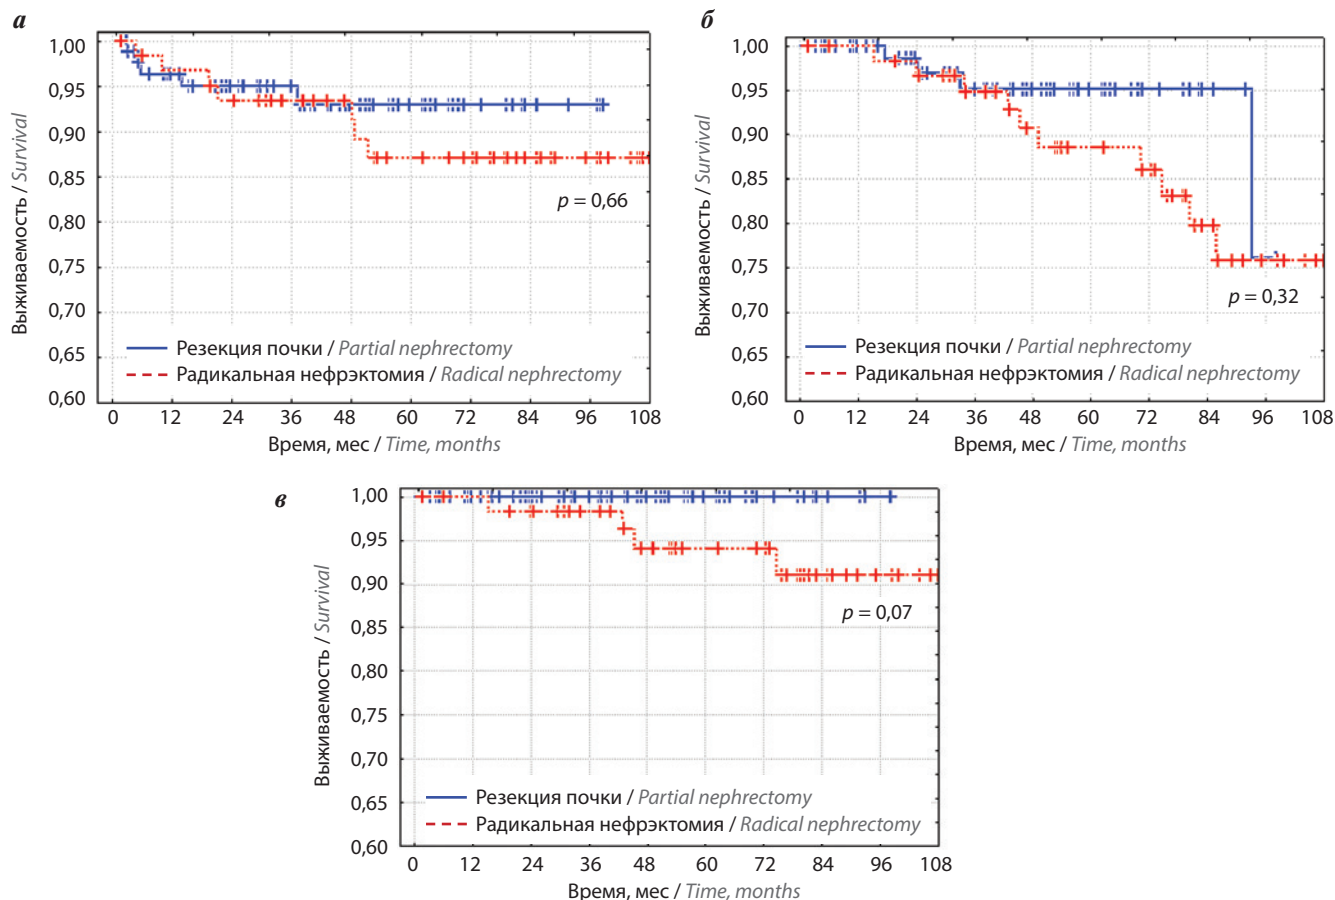 а
1,00
0,95
0,90
0,85
0,80
0,75
0,70
0,65
0,60
Выживаемость / Survival
p = 0,66
Резекция почки / Partial nephrectomy
Радикальная нефрэктомия / Radical nephrectomy
0 12 24 36 48 60 72 84 96 108
Время, мес / Time, months
б
1,00
0,95
0,90
0,85
0,80
0,75
0,70
0,65
0,60
Выживаемость / Survival
p = 0,32
Резекция почки / Partial nephrectomy
Радикальная нефрэктомия / Radical nephrectomy
0 12 24 36 48 60 72 84 96 108
Время, мес / Time, months
в
1,00
0,95
0,90
0,85
0,80
0,75
0,70
0,65
0,60
Выживаемость / Survival
p = 0,07
Резекция почки / Partial nephrectomy
Радикальная нефрэктомия / Radical nephrectomy
0 12 24 36 48 60 72 84 96 108
Время, мес / Time, months